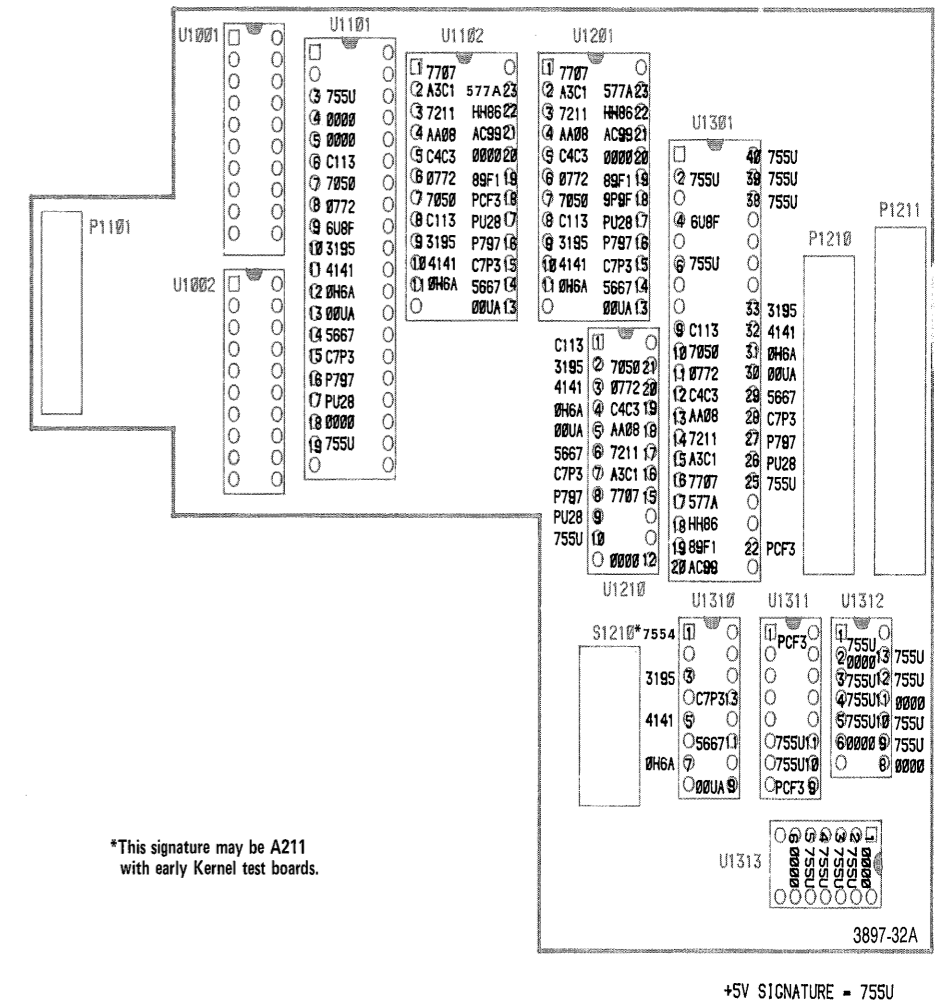 U1001
U1002
P1101
U1101
3 755U
4 0000
5 0000
6 C113
7 7050
8 0772
9 6U8F
10 3195
11 4141
12 0H6A
13 00UA
14 5667
15 C7P3
16 P797
17 PU28
18 0000
19 755U
U1102
1 7707
2 A3C1 577A 23
3 7211 HH86 22
4 AA08 AC99 21
5 C4C3 0000 20
6 0772 89F1 19
7 7050 PCF3 18
8 C113 PU28 17
9 3195 P797 16
10 4141 C7P3 15
11 0H6A 5667 14
00UA 13
U1201
1 7707
2 A3C1 577A 23
3 7211 HH86 22
4 AA08 AC99 21
5 C4C3 0000 20
6 0772 89F1 19
7 7050 9P9F 18
8 C113 PU28 17
9 3195 P797 16
10 4141 C7P3 15
11 0H6A 5667 14
00UA 13
U1301
40 755U
2 755U 39 755U
38 755U
4 6U8F
6 755U
33 3195
9 C113 32 4141
10 7050 31 0H6A
11 0772 30 00UA
12 C4C3 29 5667
13 AA08 28 C7P3
14 7211 27 P797
15 A3C1 26 PU28
16 7707 25 755U
17 577A
18 HH86
19 89F1 22 PCF3
20 AC99
P1210
P1211
C113 1
3195 2 7050 21
4141 3 0772 20
0H6A 4 C4C3 19
00UA 5 AA08 18
5667 6 7211 17
C7P3 7 A3C1 16
P797 8 7707 15
PU28 9
755U 10
0000 12
U1210
S1210*
U1310
7554 1
3195 3
C7P3 13
4141 5
5667 11
0H6A 7
00UA 9
U1311
1 PCF3
755U 11
755U 10
PCF3 9
U1312
1 755U
2 0000 13 755U
3 755U 12 755U
4 755U 11 0000
5 755U 10 755U
6 0000 9 755U
8 0000
U1313
6 0000
5 755U
4 755U
3 755U
2 755U
1 0000
*This signature may be A211
with early Kernel test boards.
3897-32A
+5V SIGNATURE = 755U